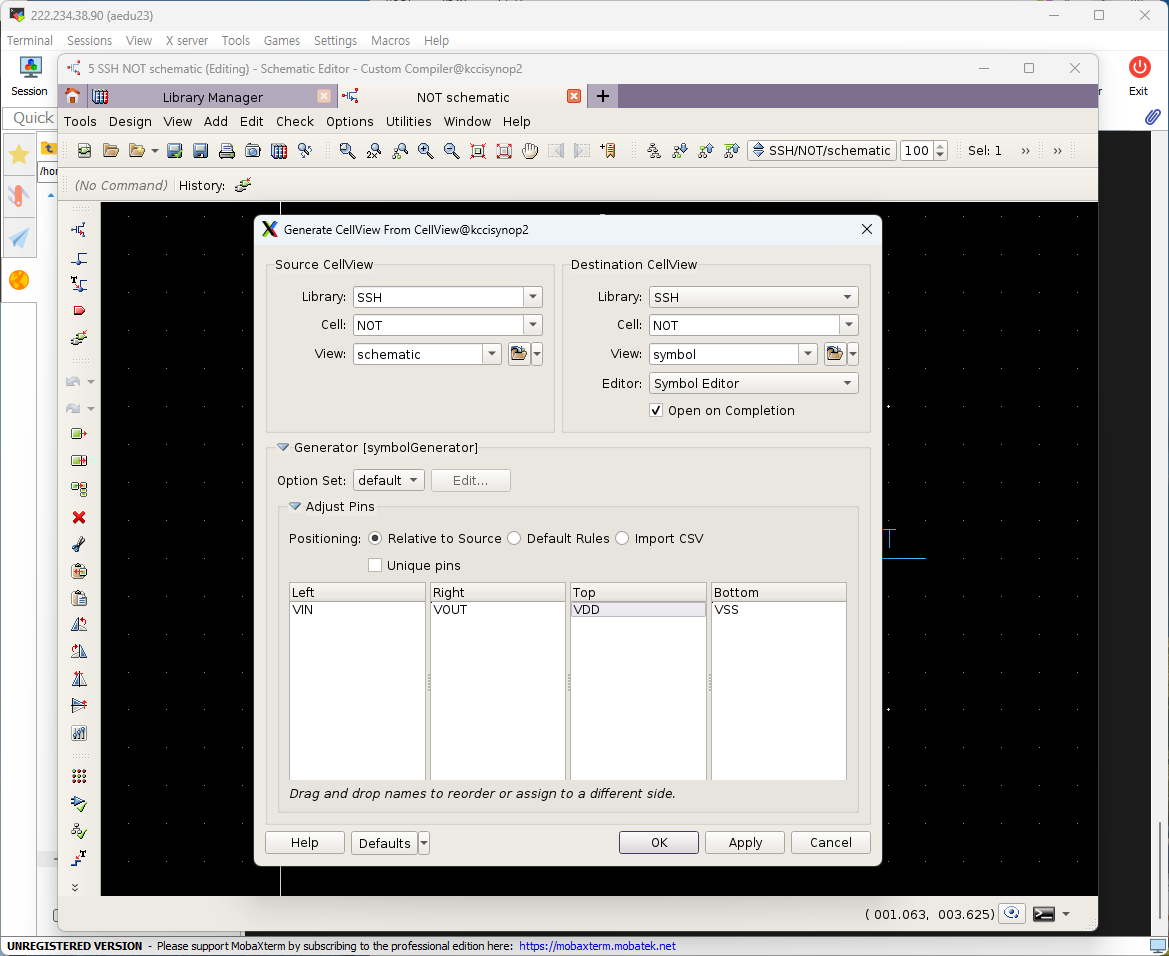 222.234.38.90 (aedu23)
Terminal Sessions View X server Tools Games Settings Macros Help
Session
Exit
Quick
5 SSH NOT schematic (Editing) - Schematic Editor - Custom Compiler@kccisynop2
Library Manager NOT schematic
Tools Design View Add Edit Check Options Utilities Window Help
SSH/NOT/schematic 100 Sel: 1 » »
(No Command) History:
Generate CellView From CellView@kccisynop2
Source CellView
Library: SSH
Cell: NOT
View: schematic
Destination CellView
Library: SSH
Cell: NOT
View: symbol
Editor: Symbol Editor
Open on Completion
Generator [symbolGenerator]
Option Set: default Edit...
Adjust Pins
Positioning: Relative to Source Default Rules Import CSV
Unique pins
Left Right Top Bottom
VIN VOUT VDD VSS
Drag and drop names to reorder or assign to a different side.
Help Defaults OK Apply Cancel
( 001.063, 003.625)
UNREGISTERED VERSION - Please support MobaXterm by subscribing to the professional edition here: https://mobaxterm.mobatek.net